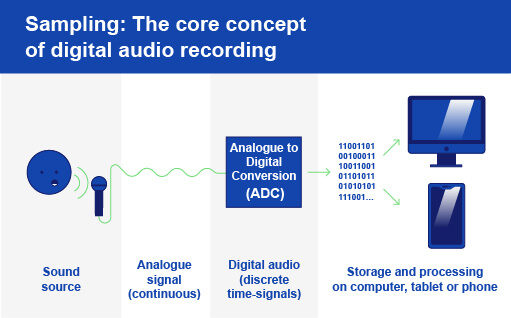 Sampling: The core concept
of digital audio recording
Analogue to
Digital
Conversion
(ADC)
11001101
00100011
10011001
01101011
01010101
111001...
Sound
source
Analogue
signal
(continuous)
Digital audio
(discrete
time-signals)
Storage and processing
on computer, tablet or phone